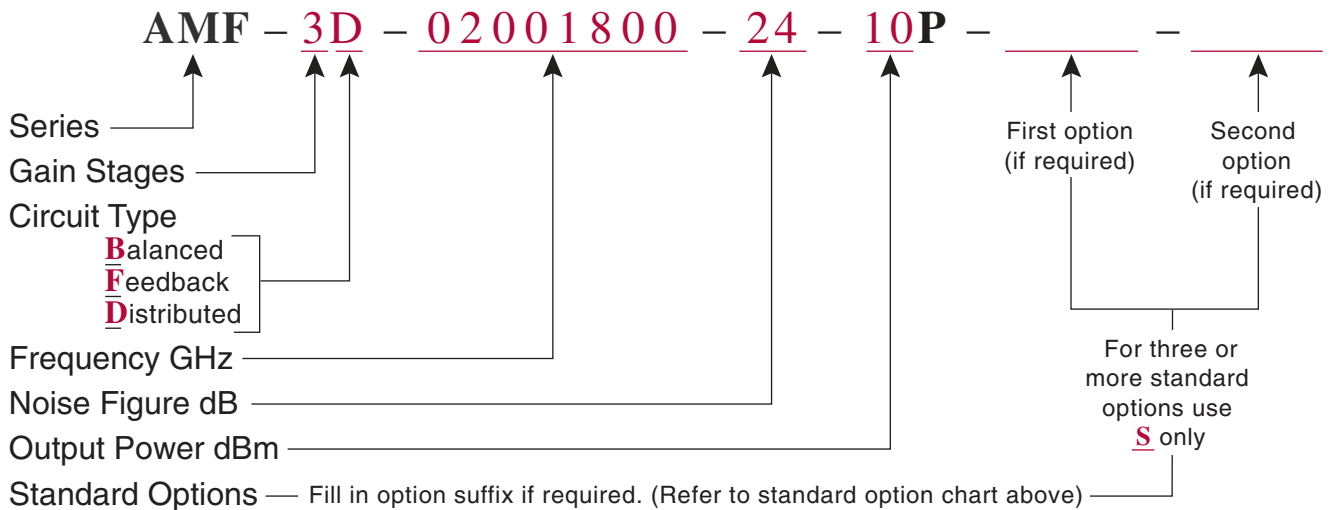 AMF – 3D – 02001800 – 24 – 10P – ______ – ______
Series
Gain Stages
Circuit Type
Balanced
Feedback
Distributed
Frequency GHz
Noise Figure dB
Output Power dBm
Standard Options — Fill in option suffix if required. (Refer to standard option chart above)
First option
(if required)
Second
option
(if required)
For three or
more standard
options use
S only